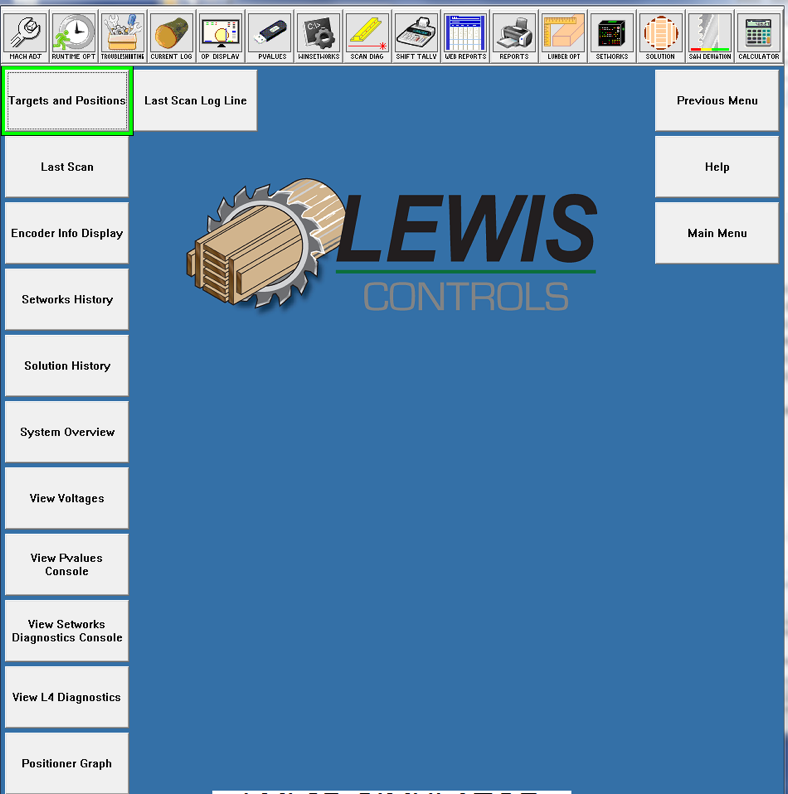 MACH ADJ
RUNTIME OPT
TROUBLESHOOTING
CURRENT LOG
OP DISPLAY
PVALUES
WINSETWORKS
SCAN DIAG
SHIFT TALLY
WEB REPORTS
REPORTS
LUMBER OPT
SETWORKS
SOLUTION
SAW DEVIATION
CALCULATOR
Targets and Positions
Last Scan Log Line
Previous Menu
Last Scan
Help
Encoder Info Display
Main Menu
LEWIS
CONTROLS
Setworks History
Solution History
System Overview
View Voltages
View Pvalues
Console
View Setworks
Diagnostics Console
View L4 Diagnostics
Positioner Graph